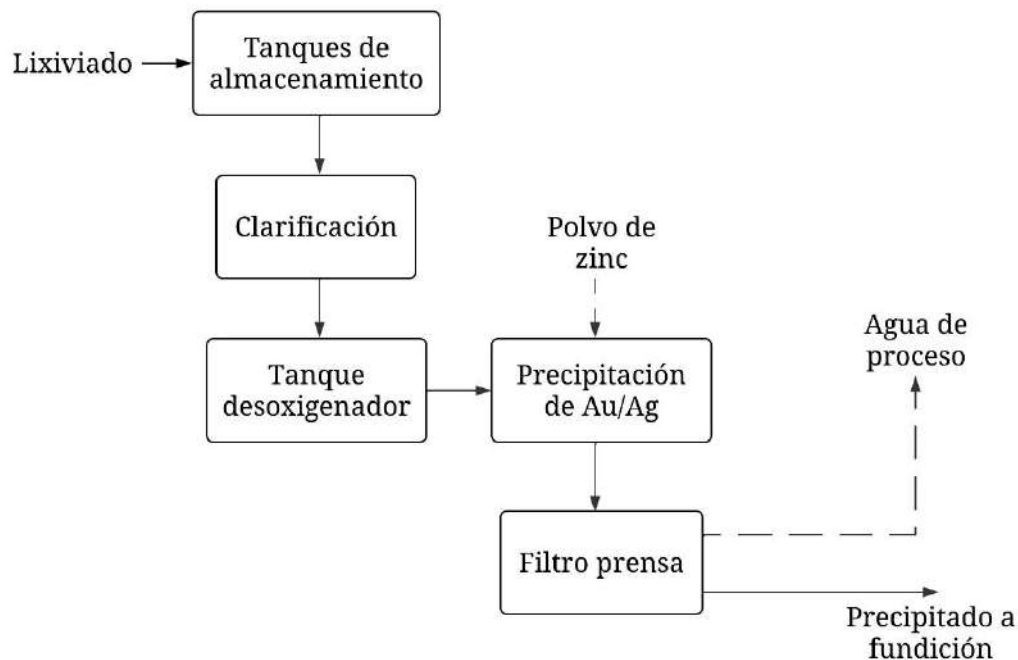 Lixiviado
Tanques de
almacenamiento
Clarificación
Polvo de
zinc
Tanque
desoxigenador
Precipitación
de Au/Ag
Agua de
proceso
Filtro prensa
Precipitado a
fundición